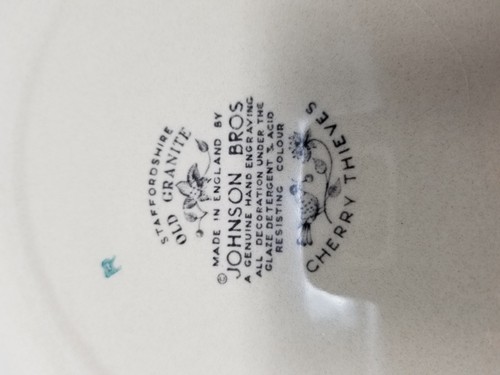 STAFFORDSHIRE
OLD GRANITE
MADE IN ENGLAND BY
© JOHNSON BROS
A GENUINE HAND ENGRAVING
ALL DECORATION UNDER THE
GLAZE DETERGENT & ACID
RESISTING COLOUR
CHERRY THIEVES